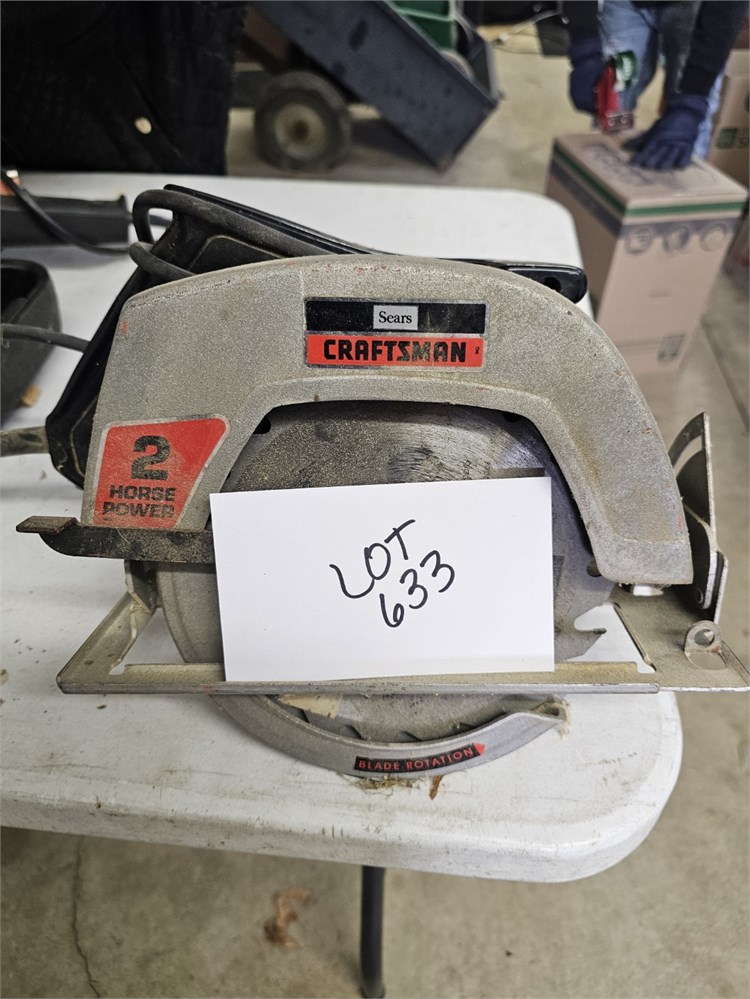 Sears
CRAFTSMAN
2
HORSE
POWER
LOT
633
BLADE ROTATION